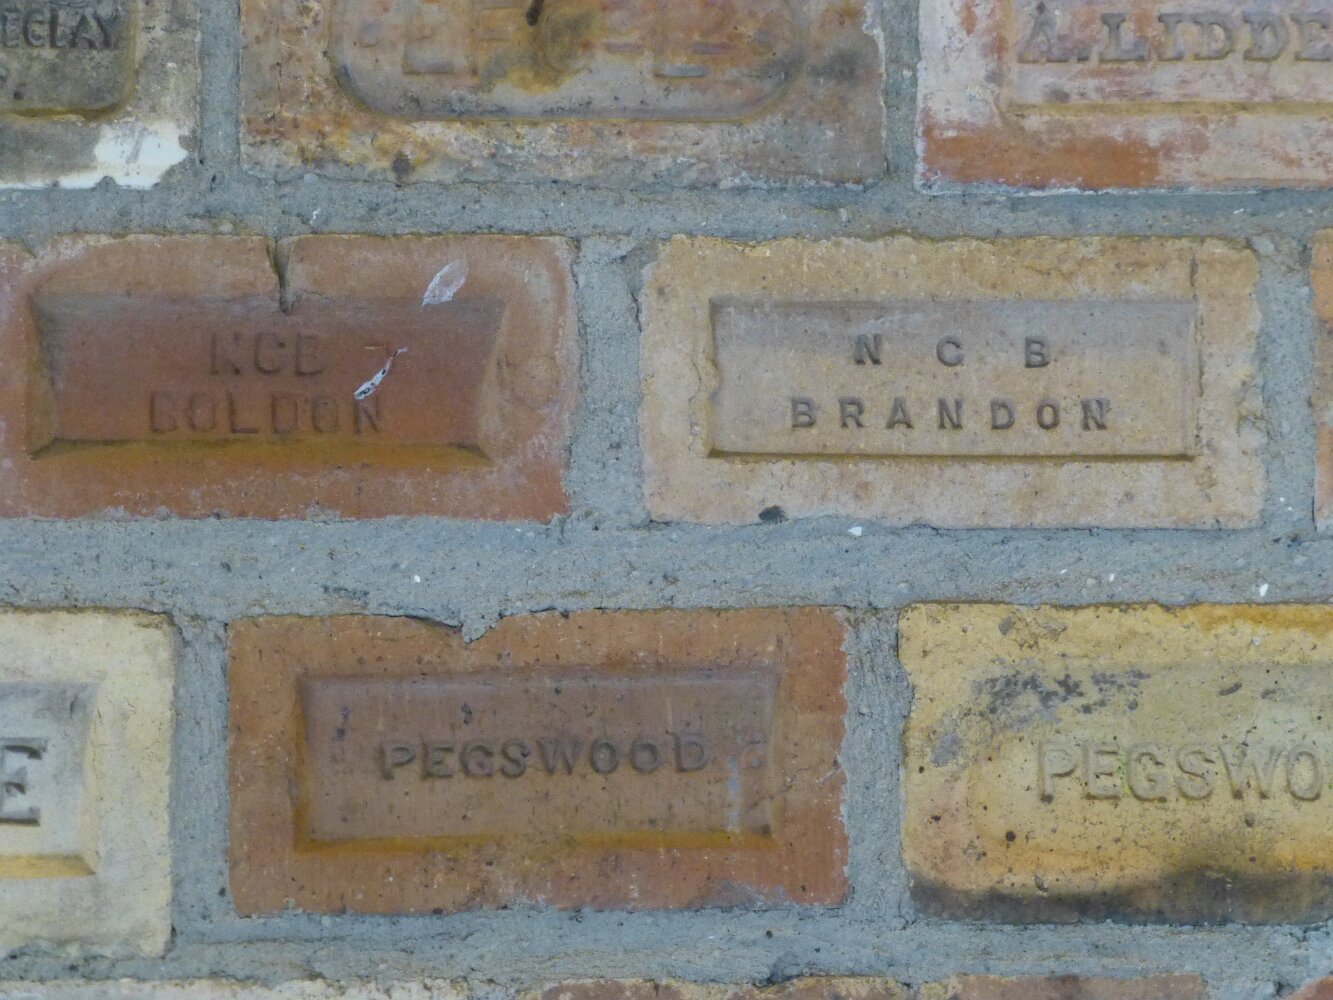 A.LIDDE
NCB
BOLDON
N C B
BRANDON
E
PEGSWOOD
PEGSWO